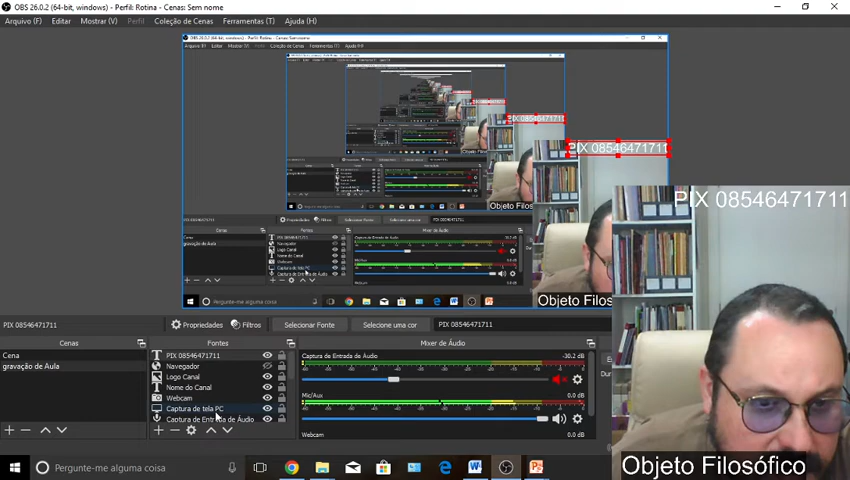 OBS 26.0.2 (64-bit, windows) - Perfil: Rotina - Cenas: Sem nome
Arquivo (F) Editar Mostrar (V) Perfil Coleção de Cenas Ferramentas (T) Ajuda (H)
PIX 08546471711
PIX 08546471711
PIX 08546471711
Objeto Filos
Objeto Filos
PIX 08546471711 Propriedades Filtros Selecionar Fonte Selecione uma cor PIX 08546471711
Cenas Fontes Mixer de Áudio
Cena
gravação de Aula
PIX 08546471711
Navegador
Logo Canal
Nome do Canal
Webcam
Captura de tela PC
Captura de Entrada de Áudio
Captura de Entrada de Áudio -30.2 dB
Mic/Aux 0.0 dB
Webcam 0.0 dB
Pergunte-me alguma coisa
Objeto Filosófico